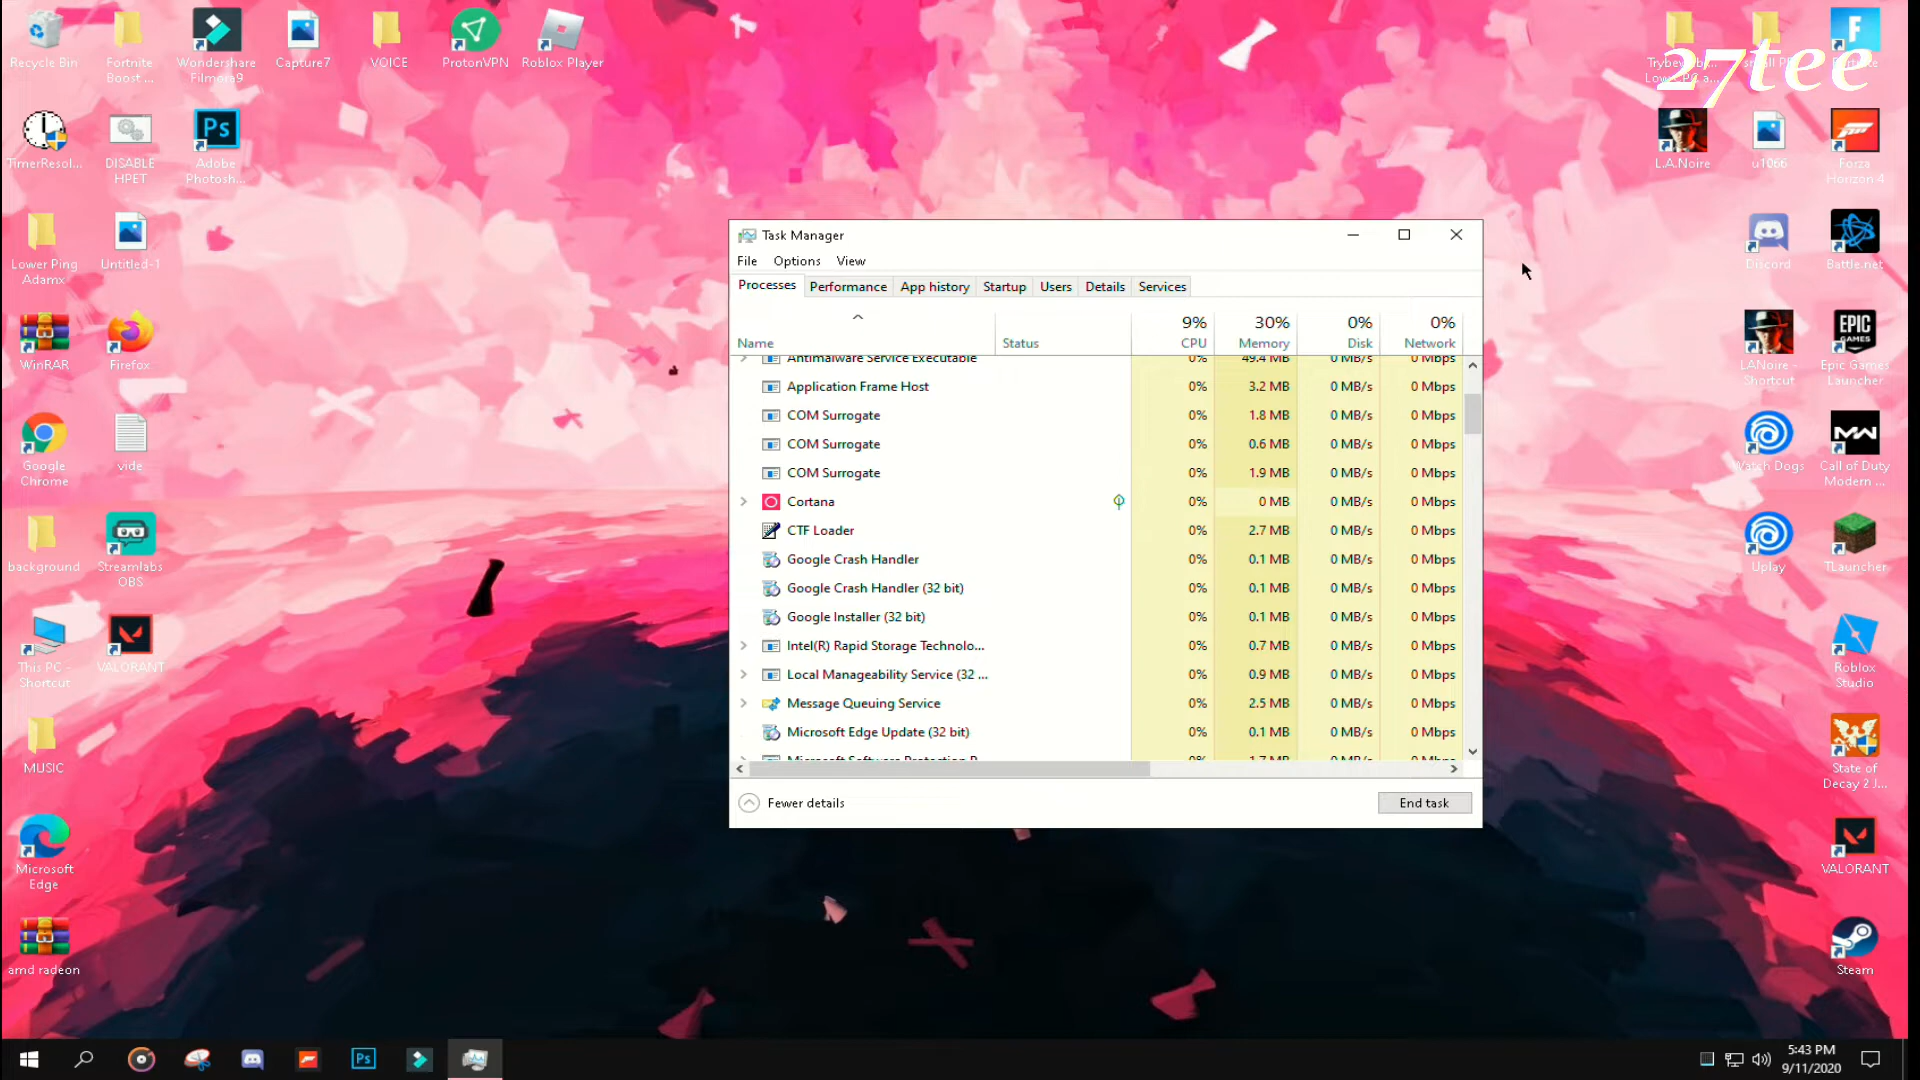 Recycle Bin
Fortnite
Boost ...
Wondershare
Filmora9
Capture7
VOICE
ProtonVPN
Roblox Player
27tee
TimerResol...
DISABLE
HPET
Ps
Adobe
Photosh...
L.A.Noire
u1066
Forza
Horizon 4
Lower Ping
Adamx
Untitled-1
Discord
Battle.net
WinRAR
Firefox
LANoire -
Shortcut
EPIC
GAMES
Epic Games
Launcher
Google
Chrome
vide
Watch Dogs
Call of Duty
Modern ...
background
Streamlabs
OBS
Uplay
TLauncher
This PC -
Shortcut
VALORANT
Roblox
Studio
MUSIC
State of
Decay 2 J...
Microsoft
Edge
VALORANT
amd radeon
Steam
Task Manager
File Options View
Processes Performance App history Startup Users Details Services
9% 30% 0% 0%
Name Status CPU Memory Disk Network
Antimalware Service Executable 0% 49.4 MB 0 MB/s 0 Mbps
Application Frame Host 0% 3.2 MB 0 MB/s 0 Mbps
COM Surrogate 0% 1.8 MB 0 MB/s 0 Mbps
COM Surrogate 0% 0.6 MB 0 MB/s 0 Mbps
COM Surrogate 0% 1.9 MB 0 MB/s 0 Mbps
Cortana 0% 0 MB 0 MB/s 0 Mbps
CTF Loader 0% 2.7 MB 0 MB/s 0 Mbps
Google Crash Handler 0% 0.1 MB 0 MB/s 0 Mbps
Google Crash Handler (32 bit) 0% 0.1 MB 0 MB/s 0 Mbps
Google Installer (32 bit) 0% 0.1 MB 0 MB/s 0 Mbps
Intel(R) Rapid Storage Technolo... 0% 0.7 MB 0 MB/s 0 Mbps
Local Manageability Service (32 ... 0% 0.9 MB 0 MB/s 0 Mbps
Message Queuing Service 0% 2.5 MB 0 MB/s 0 Mbps
Microsoft Edge Update (32 bit) 0% 0.1 MB 0 MB/s 0 Mbps
Microsoft Software Protection P... 0% 1.7 MB 0 MB/s 0 Mbps
Fewer details End task
Ps
5:43 PM
9/11/2020